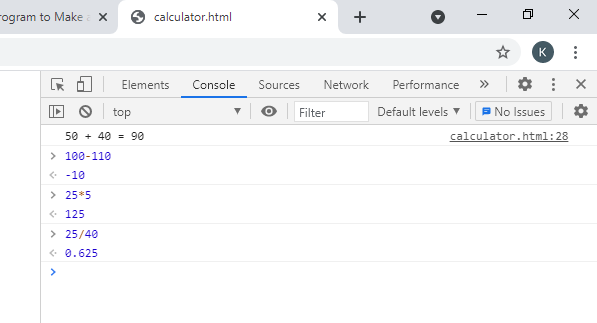 rogram to Make a calculator.html
K
Elements Console Sources Network Performance
top Filter Default levels No Issues
50 + 40 = 90 calculator.html:28
100-110
-10
25*5
125
25/40
0.625